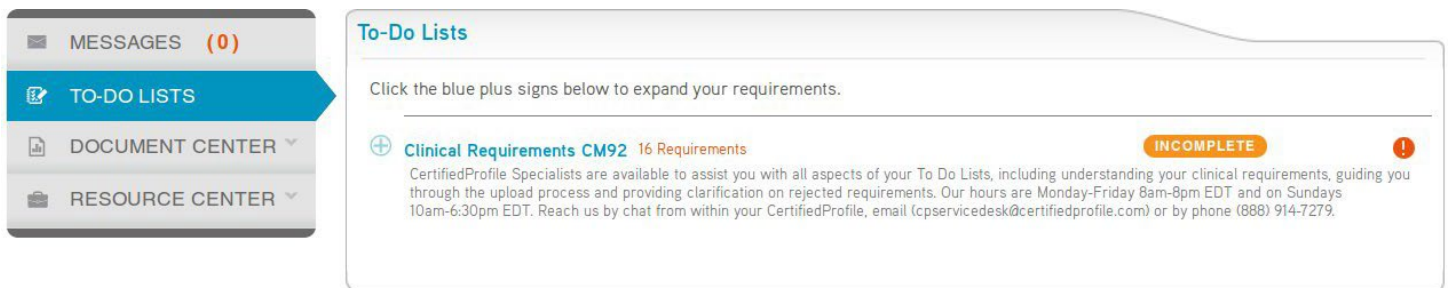 MESSAGES (0)
TO-DO LISTS
DOCUMENT CENTER
RESOURCE CENTER
To-Do Lists
Click the blue plus signs below to expand your requirements.
Clinical Requirements CM92 16 Requirements INCOMPLETE !
CertifiedProfile Specialists are available to assist you with all aspects of your To Do Lists, including understanding your clinical requirements, guiding you
through the upload process and providing clarification on rejected requirements. Our hours are Monday-Friday 8am-8pm EDT and on Sundays
10am-6:30pm EDT. Reach us by chat from within your CertifiedProfile, email (cpservicedesk@certifiedprofile.com) or by phone (888) 914-7279.